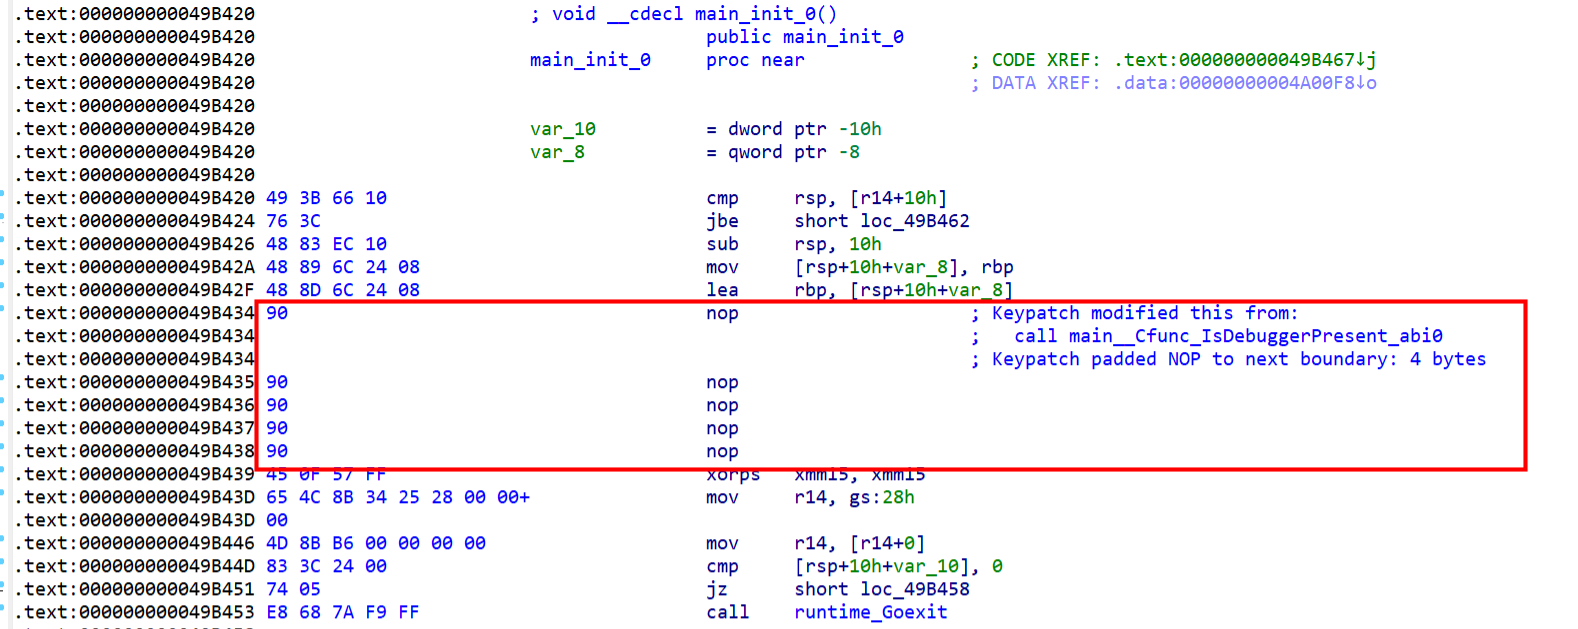 .text:000000000049B420 ; void __cdecl main_init_0()
.text:000000000049B420 public main_init_0
.text:000000000049B420 main_init_0 proc near ; CODE XREF: .text:000000000049B467↓j
.text:000000000049B420 ; DATA XREF: .data:00000000004A00F8↓o
.text:000000000049B420
.text:000000000049B420 var_10 = dword ptr -10h
.text:000000000049B420 var_8 = qword ptr -8
.text:000000000049B420
.text:000000000049B420 49 3B 66 10 cmp rsp, [r14+10h]
.text:000000000049B424 76 3C jbe short loc_49B462
.text:000000000049B426 48 83 EC 10 sub rsp, 10h
.text:000000000049B42A 48 89 6C 24 08 mov [rsp+10h+var_8], rbp
.text:000000000049B42F 48 8D 6C 24 08 lea rbp, [rsp+10h+var_8]
.text:000000000049B434 90 nop ; Keypatch modified this from:
.text:000000000049B434 ; call main__Cfunc_IsDebuggerPresent_abi0
.text:000000000049B434 ; Keypatch padded NOP to next boundary: 4 bytes
.text:000000000049B435 90 nop
.text:000000000049B436 90 nop
.text:000000000049B437 90 nop
.text:000000000049B438 90 nop
.text:000000000049B439 45 0F 57 FF xorps xmm15, xmm15
.text:000000000049B43D 65 4C 8B 34 25 28 00 00+ mov r14, gs:28h
.text:000000000049B43D 00
.text:000000000049B446 4D 8B B6 00 00 00 00 mov r14, [r14+0]
.text:000000000049B44D 83 3C 24 00 cmp [rsp+10h+var_10], 0
.text:000000000049B451 74 05 jz short loc_49B458
.text:000000000049B453 E8 68 7A F9 FF call runtime_Goexit